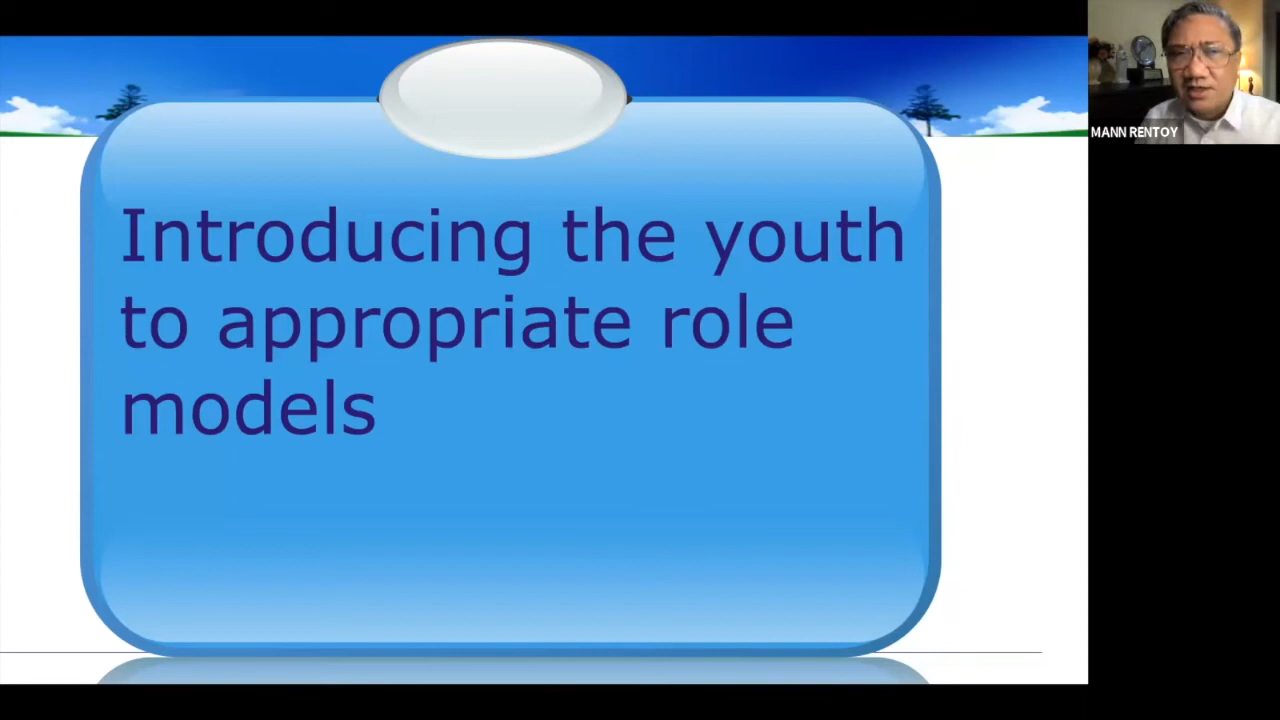 Introducing the youth
to appropriate role
models
MANN RENTOY